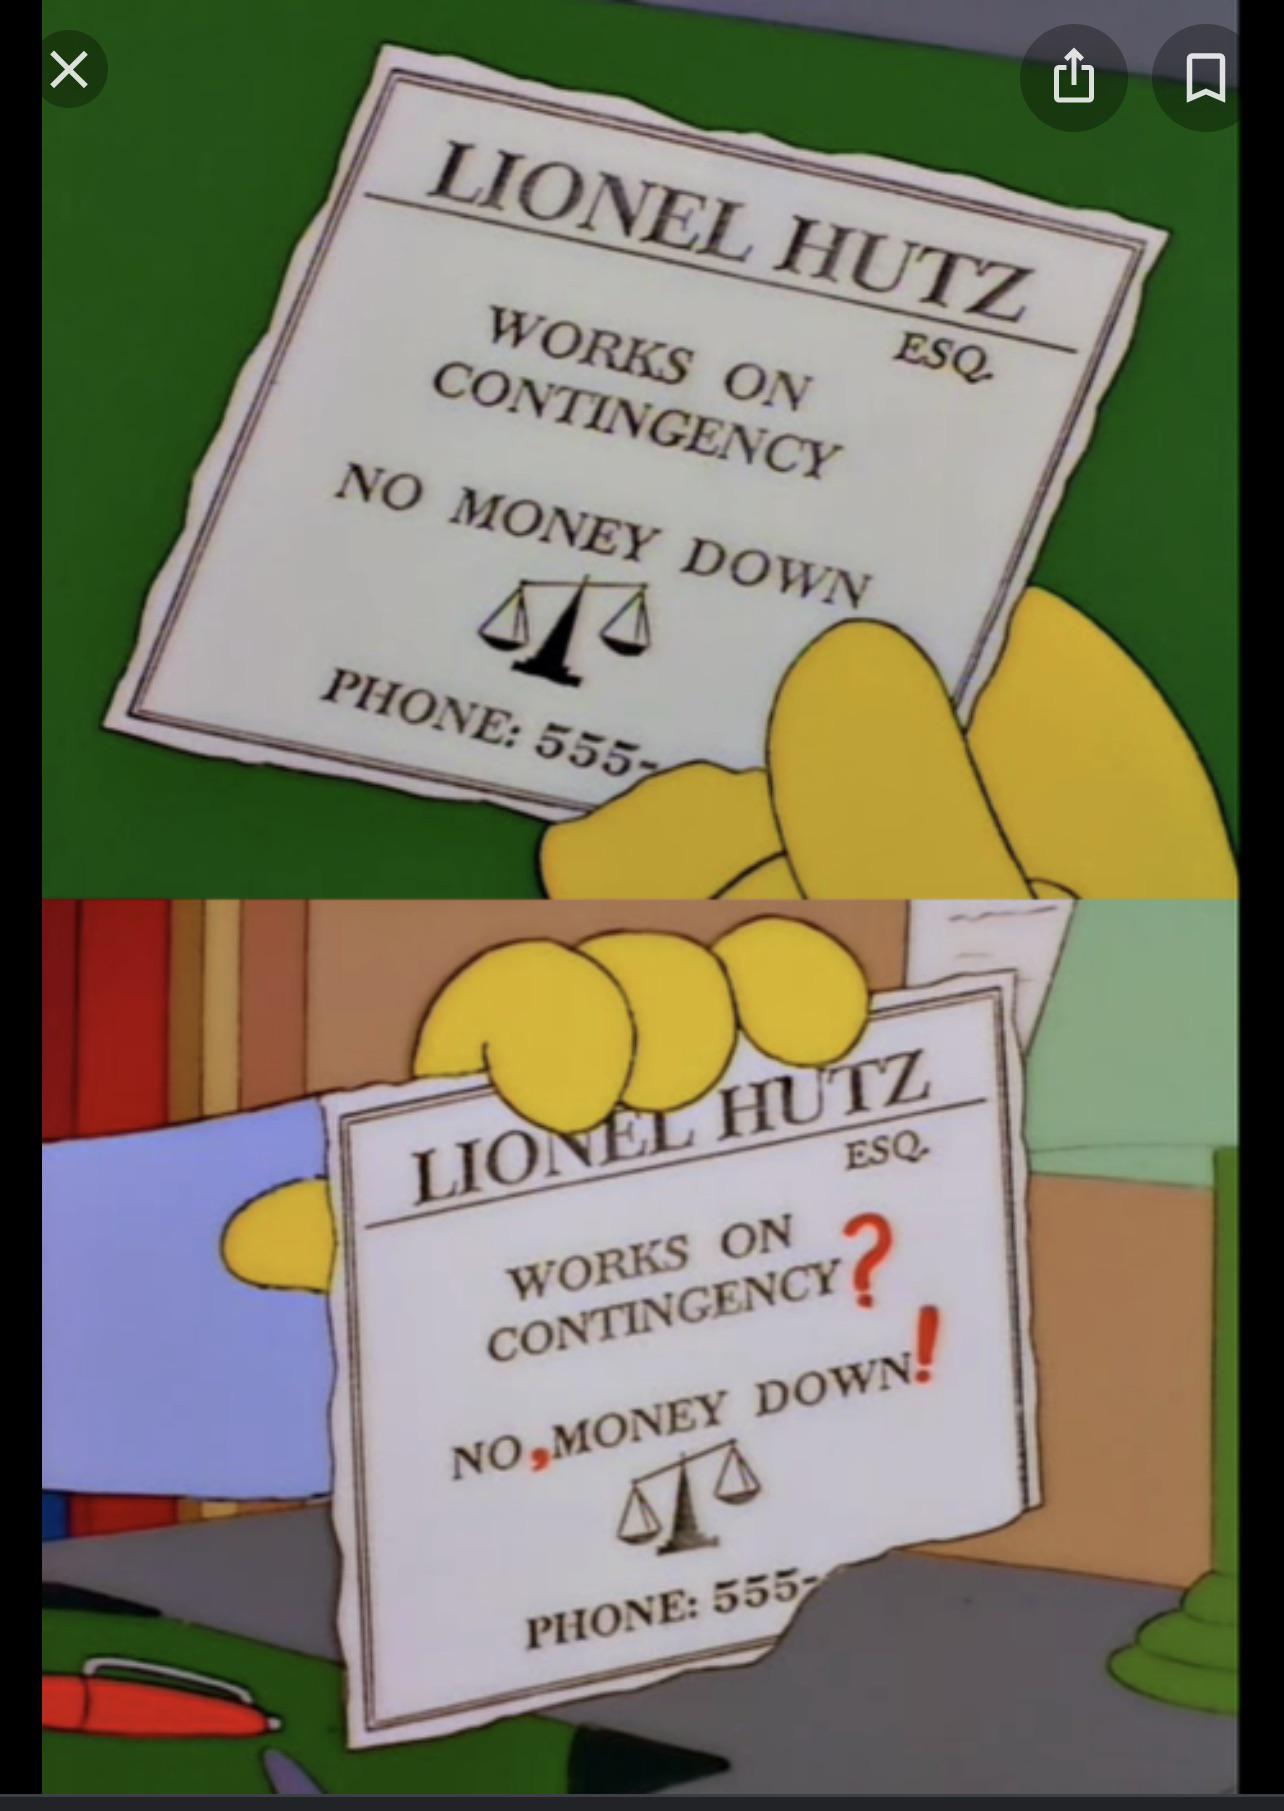 LIONEL HUTZ
ESQ.
WORKS ON
CONTINGENCY
NO MONEY DOWN
PHONE: 555-
LIONEL HUTZ
ESQ.
WORKS ON
CONTINGENCY?
NO, MONEY DOWN!
PHONE: 555-